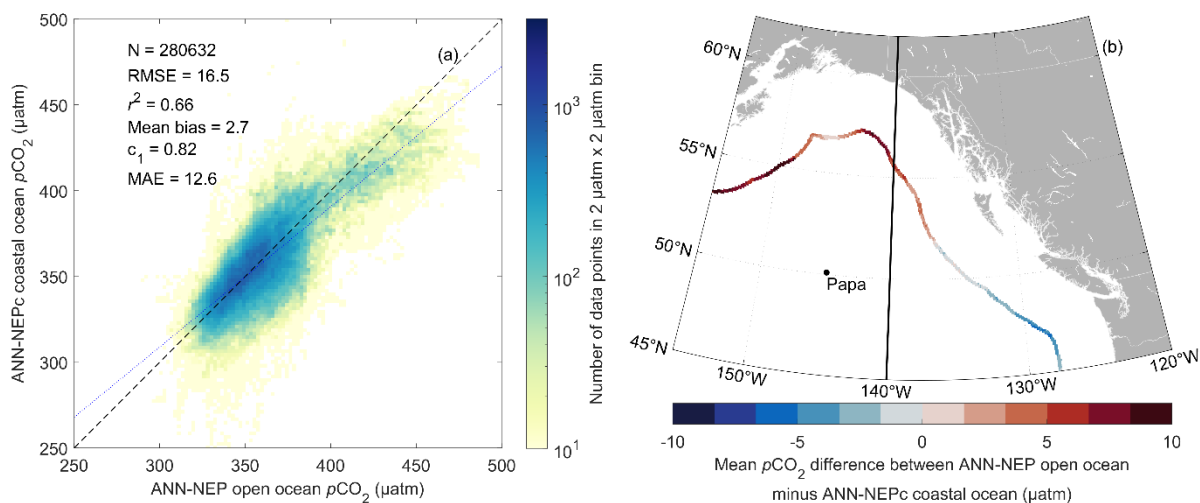 500
450
400
350
300
250
ANN-NEPc coastal ocean pCO₂ (µatm)
N = 280632
RMSE = 16.5
r² = 0.66
Mean bias = 2.7
c₁ = 0.82
MAE = 12.6
(a)
250 300 350 400 450 500
ANN-NEP open ocean pCO₂ (µatm)
10³
10²
10¹
Number of data points in 2 µatm x 2 µatm bin
(b)
60°N
55°N
50°N
45°N
Papa
150°W 140°W 130°W 120°W
-10 -5 0 5 10
Mean pCO₂ difference between ANN-NEP open ocean
minus ANN-NEPc coastal ocean (µatm)